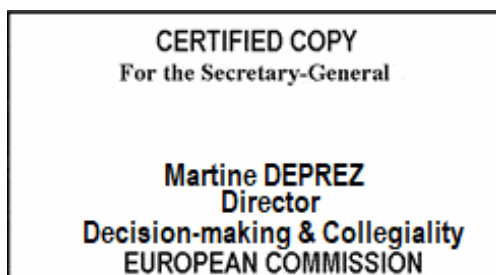 CERTIFIED COPY
For the Secretary-General
Martine DEPREZ
Director
Decision-making & Collegiality
EUROPEAN COMMISSION